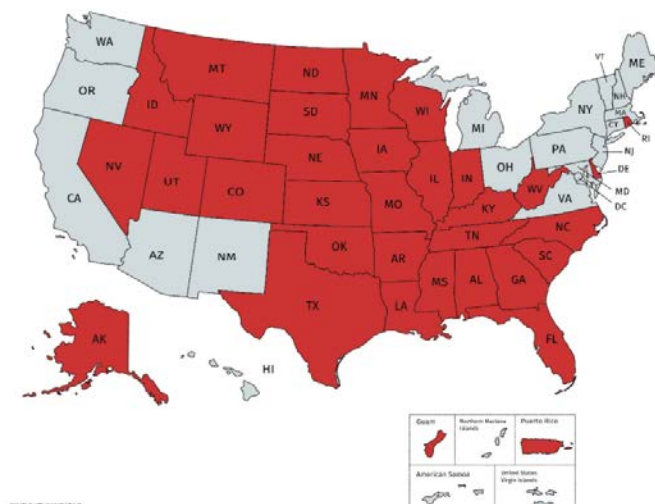 WA
MT
ND
MN
VT
ME
OR
ID
SD
WI
NY
NH
MA
CT
RI
WY
MI
PA
NJ
NV
NE
IA
OH
DE
UT
CO
IL
IN
WV
MD
DC
CA
KS
MO
KY
VA
AZ
NM
OK
AR
TN
NC
SC
TX
LA
MS
AL
GA
FL
AK
HI
Guam
Northern Mariana
Islands
Puerto Rico
American Samoa
United States
Virgin Islands